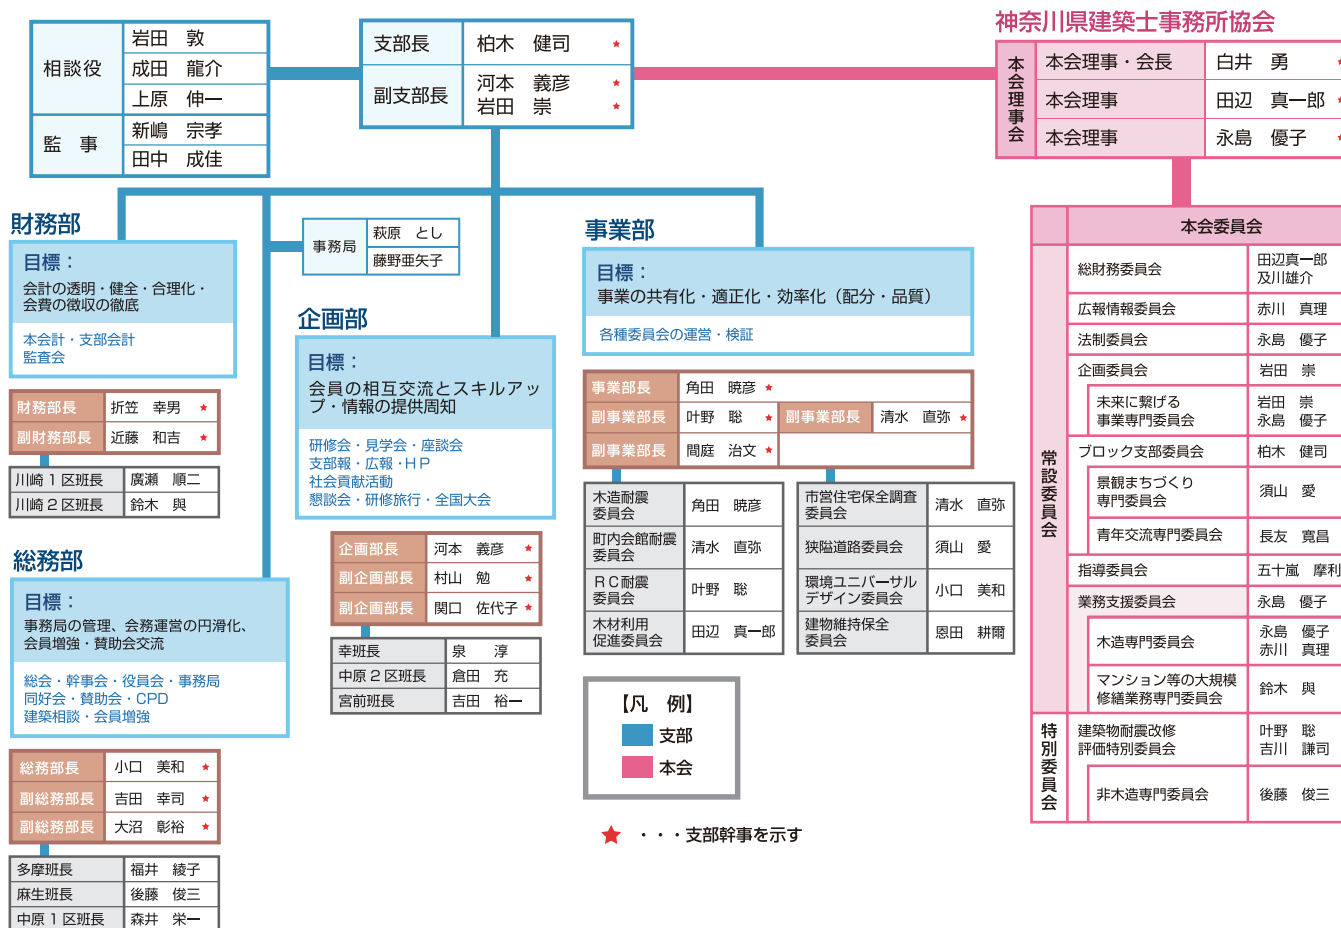 相談役
岩田　敦
成田　龍介
上原　伸一
監　事
新嶋　宗孝
田中　成佳
支部長
柏木　健司 ★
副支部長
河本　義彦 ★
岩田　崇 ★
神奈川県建築士事務所協会
本会理事会
本会理事・会長
白井　勇 ★
本会理事
田辺　真一郎 ★
本会理事
永島　優子 ★
財務部
目標：
会計の透明・健全・合理化・
会費の徴収の徹底
本会計・支部会計
監査会
財務部長
折笠　幸男 ★
副財務部長
近藤　和吉 ★
川崎１区班長
廣瀬　順二
川崎２区班長
鈴木　與
総務部
目標：
事務局の管理、会務運営の円滑化、
会員増強・賛助会交流
総会・幹事会・役員会・事務局
同好会・賛助会・CPD
建築相談・会員増強
総務部長
小口　美和 ★
副総務部長
吉田　幸司 ★
副総務部長
大沼　彰裕 ★
多摩班長
福井　綾子
麻生班長
後藤　俊三
中原１区班長
森井　栄一
事務局
萩原　とし
藤野亜矢子
企画部
目標：
会員の相互交流とスキルアッ
プ・情報の提供周知
研修会・見学会・座談会
支部報・広報・ＨＰ
社会貢献活動
懇談会・研修旅行・全国大会
企画部長
河本　義彦 ★
副企画部長
村山　勉 ★
副企画部長
関口　佐代子 ★
幸班長
泉　　淳
中原２区班長
倉田　充
宮前班長
吉田　裕一
事業部
目標：
事業の共有化・適正化・効率化（配分・品質）
各種委員会の運営・検証
事業部長
角田　暁彦 ★
副事業部長
叶野　聡 ★
副事業部長
清水　直弥 ★
副事業部長
間庭　治文 ★
木造耐震
委員会
角田　暁彦
町内会館耐震
委員会
清水　直弥
ＲＣ耐震
委員会
叶野　聡
木材利用
促進委員会
田辺　真一郎
市営住宅保全調査
委員会
清水　直弥
狭隘道路委員会
須山　愛
環境ユニバーサル
デザイン委員会
小口　美和
建物維持保全
委員会
恩田　耕爾
【凡　例】
支部
本会
★ ・・・支部幹事を示す
本会委員会
常設委員会
総財務委員会
田辺真一郎
及川雄介
広報情報委員会
赤川　真理
法制委員会
永島　優子
企画委員会
岩田　崇
未来に繋げる
事業専門委員会
岩田　崇
永島　優子
ブロック支部委員会
柏木　健司
景観まちづくり
専門委員会
須山　愛
青年交流専門委員会
長友　寛昌
指導委員会
五十嵐　摩利
業務支援委員会
永島　優子
木造専門委員会
永島　優子
赤川　真理
マンション等の大規模
修繕業務専門委員会
鈴木　與
特別委員会
建築物耐震改修
評価特別委員会
叶野　聡
吉川　謙司
非木造専門委員会
後藤　俊三